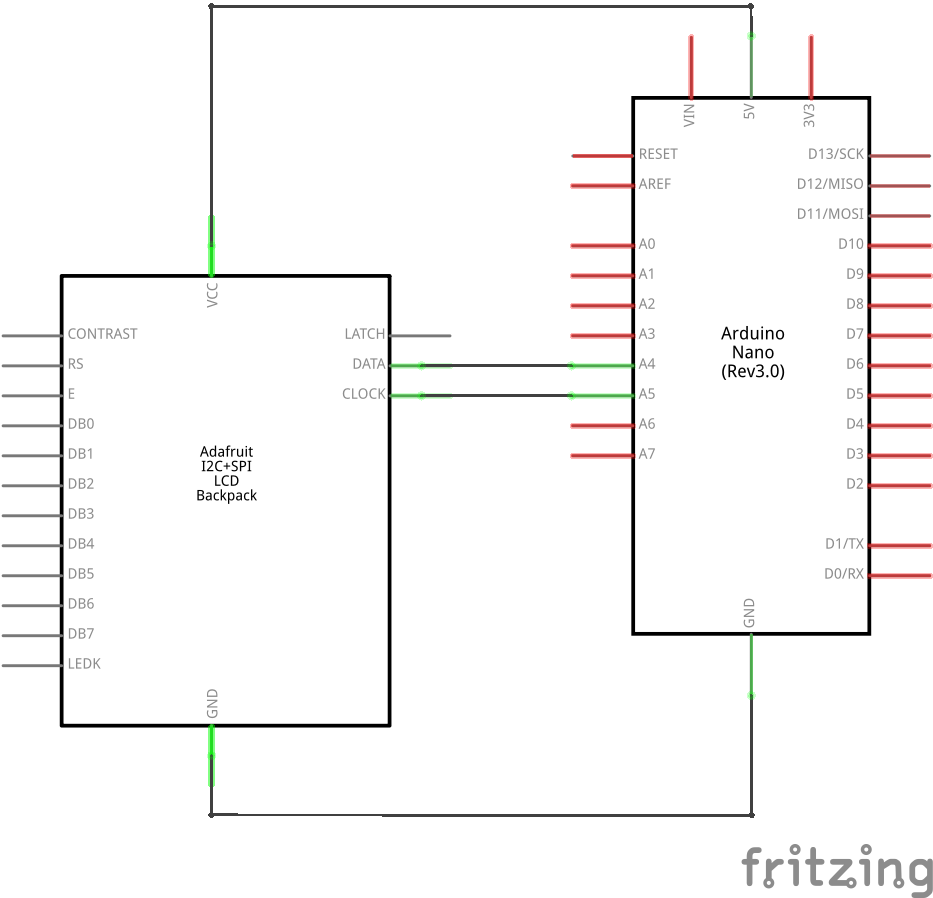 VIN
5V
3V3
RESET
AREF
A0
A1
A2
A3
A4
A5
A6
A7
D13/SCK
D12/MISO
D11/MOSI
D10
D9
D8
D7
D6
D5
D4
D3
D2
D1/TX
D0/RX
Arduino
Nano
(Rev3.0)
GND
VCC
CONTRAST
RS
E
DB0
DB1
DB2
DB3
DB4
DB5
DB6
DB7
LEDK
LATCH
DATA
CLOCK
Adafruit
I2C+SPI
LCD
Backpack
GND
fritzing